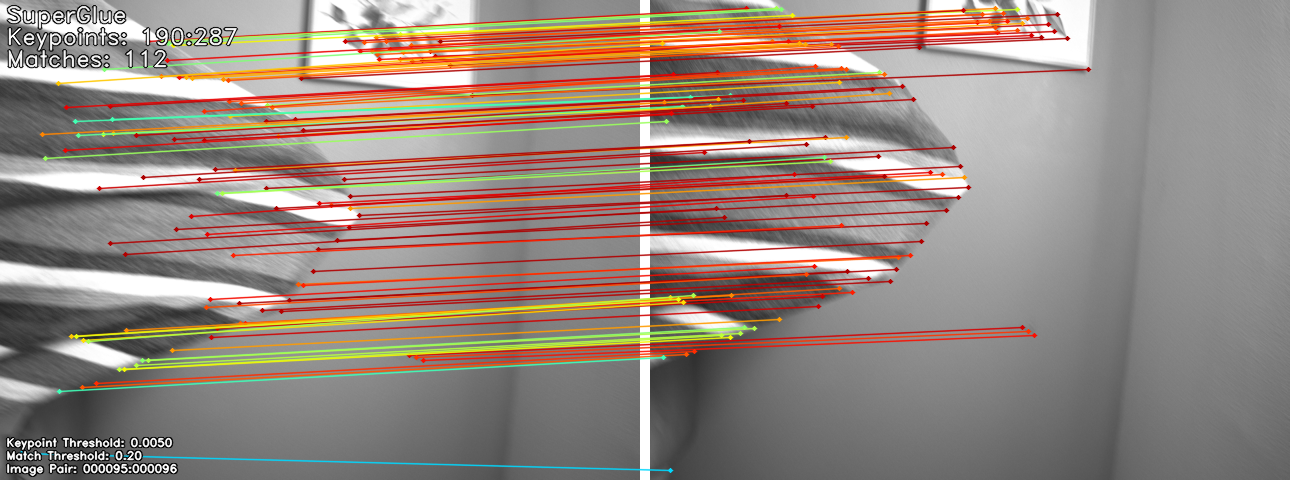 SuperGlue
Keypoints: 190:287
Matches: 112
Keypoint Threshold: 0.0050
Match Threshold: 0.20
Image Pair: 000095:000096